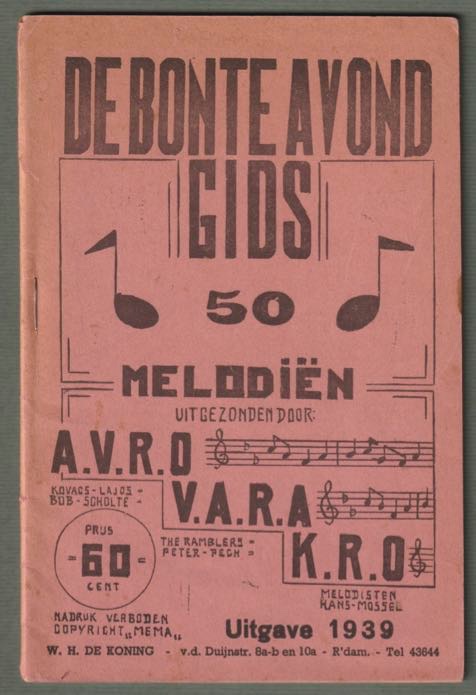 DE BONTE AVOND
GIDS
50
MELODIËN
UITGEZONDEN DOOR:
A.V.R.O
KOVACS - LAJOS =
BOB - SCHOLTE =
V.A.R.A
THE RAMBLERS =
PETER - PECH =
K.R.O
MELODISTEN
HANS - MOSSEL
PRIJS
= 60 =
CENT
NADRUK VERBODEN
COPYRICHT „MEMA„
Uitgave 1939
W. H. DE KONING - v.d. Duijnstr. 8a-b en 10a - R'dam. - Tel 43644